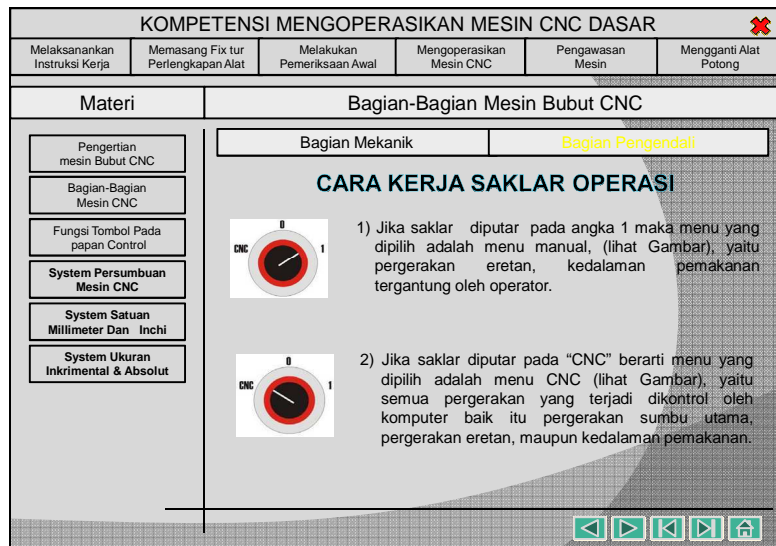 KOMPETENSI MENGOPERASIKAN MESIN CNC DASAR
Melaksanankan
Instruksi Kerja
Memasang Fix tur
Perlengkapan Alat
Melakukan
Pemeriksaan Awal
Mengoperasikan
Mesin CNC
Pengawasan
Mesin
Mengganti Alat
Potong
Materi
Bagian-Bagian Mesin Bubut CNC
Pengertian
mesin Bubut CNC
Bagian-Bagian
Mesin CNC
Fungsi Tombol Pada
papan Control
System Persumbuan
Mesin CNC
System Satuan
Millimeter Dan Inchi
System Ukuran
Inkrimental & Absolut
Bagian Mekanik
Bagian Pengendali
CARA KERJA SAKLAR OPERASI
0
CNC
1
1) Jika saklar diputar pada angka 1 maka menu yang
dipilih adalah menu manual, (lihat Gambar), yaitu
pergerakan eretan, kedalaman pemakanan
tergantung oleh operator.
0
CNC
1
2) Jika saklar diputar pada “CNC” berarti menu yang
dipilih adalah menu CNC (lihat Gambar), yaitu
semua pergerakan yang terjadi dikontrol oleh
komputer baik itu pergerakan sumbu utama,
pergerakan eretan, maupun kedalaman pemakanan.